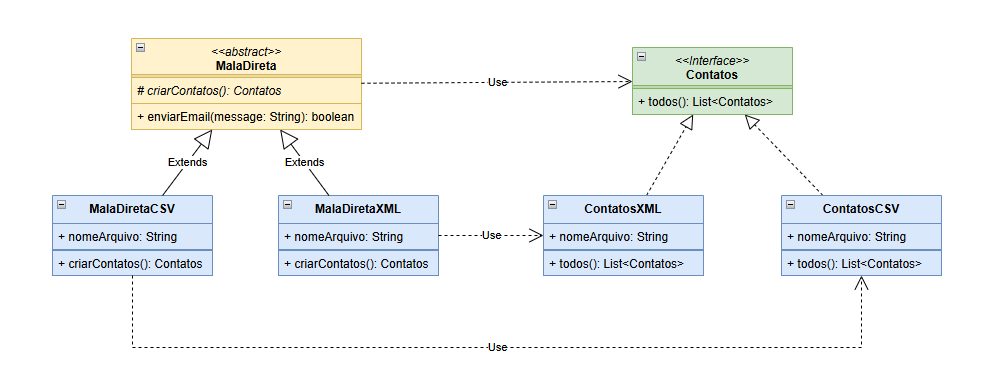 <<abstract>>
MalaDireta
# criarContatos(): Contatos
+ enviarEmail(message: String): boolean
Use
<<Interface>>
Contatos
+ todos(): List<Contatos>
Extends
Extends
MalaDiretaCSV
+ nomeArquivo: String
+ criarContatos(): Contatos
MalaDiretaXML
+ nomeArquivo: String
+ criarContatos(): Contatos
Use
ContatosXML
+ nomeArquivo: String
+ todos(): List<Contatos>
ContatosCSV
+ nomeArquivo: String
+ todos(): List<Contatos>
Use